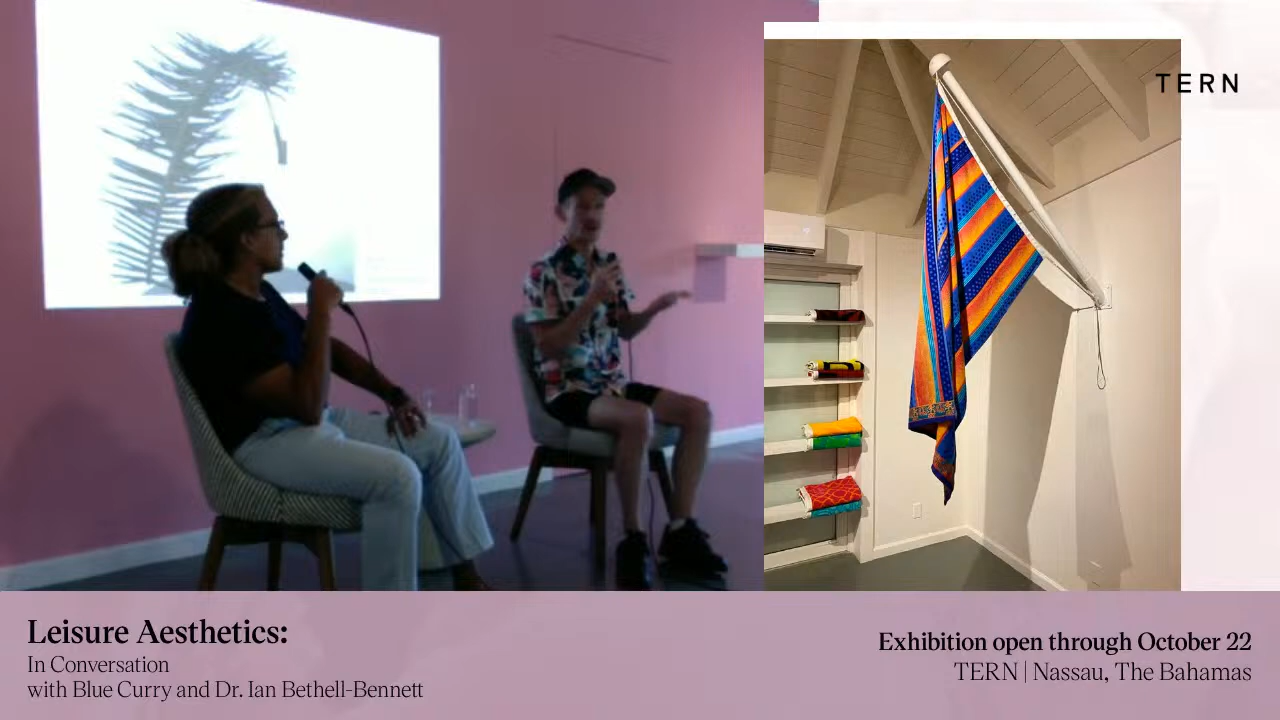 TERN
Leisure Aesthetics:
In Conversation
with Blue Curry and Dr. Ian Bethell-Bennett
Exhibition open through October 22
TERN | Nassau, The Bahamas